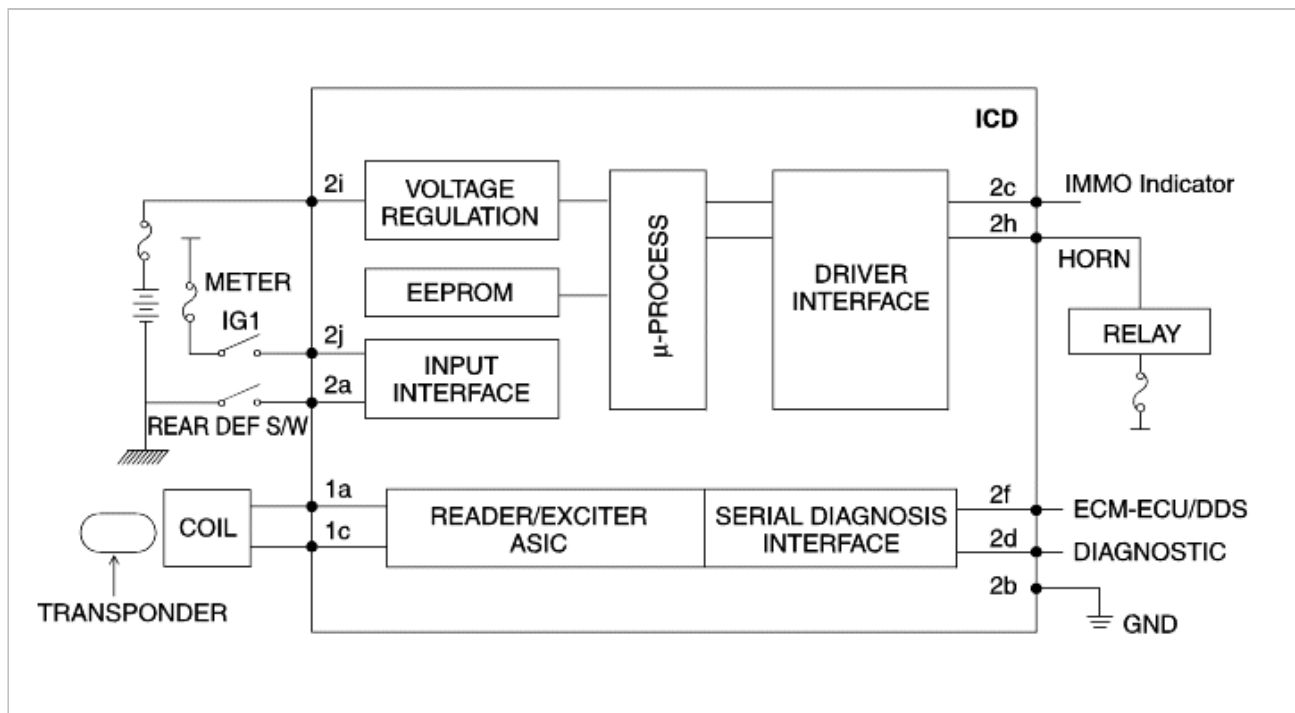 ICD
2i
VOLTAGE
REGULATION
2c
IMMO Indicator
2h
HORN
METER
EEPROM
μ-PROCESS
DRIVER
INTERFACE
IG1
2j
INPUT
INTERFACE
2a
RELAY
REAR DEF S/W
1a
COIL
1c
READER/EXCITER
ASIC
SERIAL DIAGNOSIS
INTERFACE
2f
ECM-ECU/DDS
2d
DIAGNOSTIC
2b
GND
TRANSPONDER